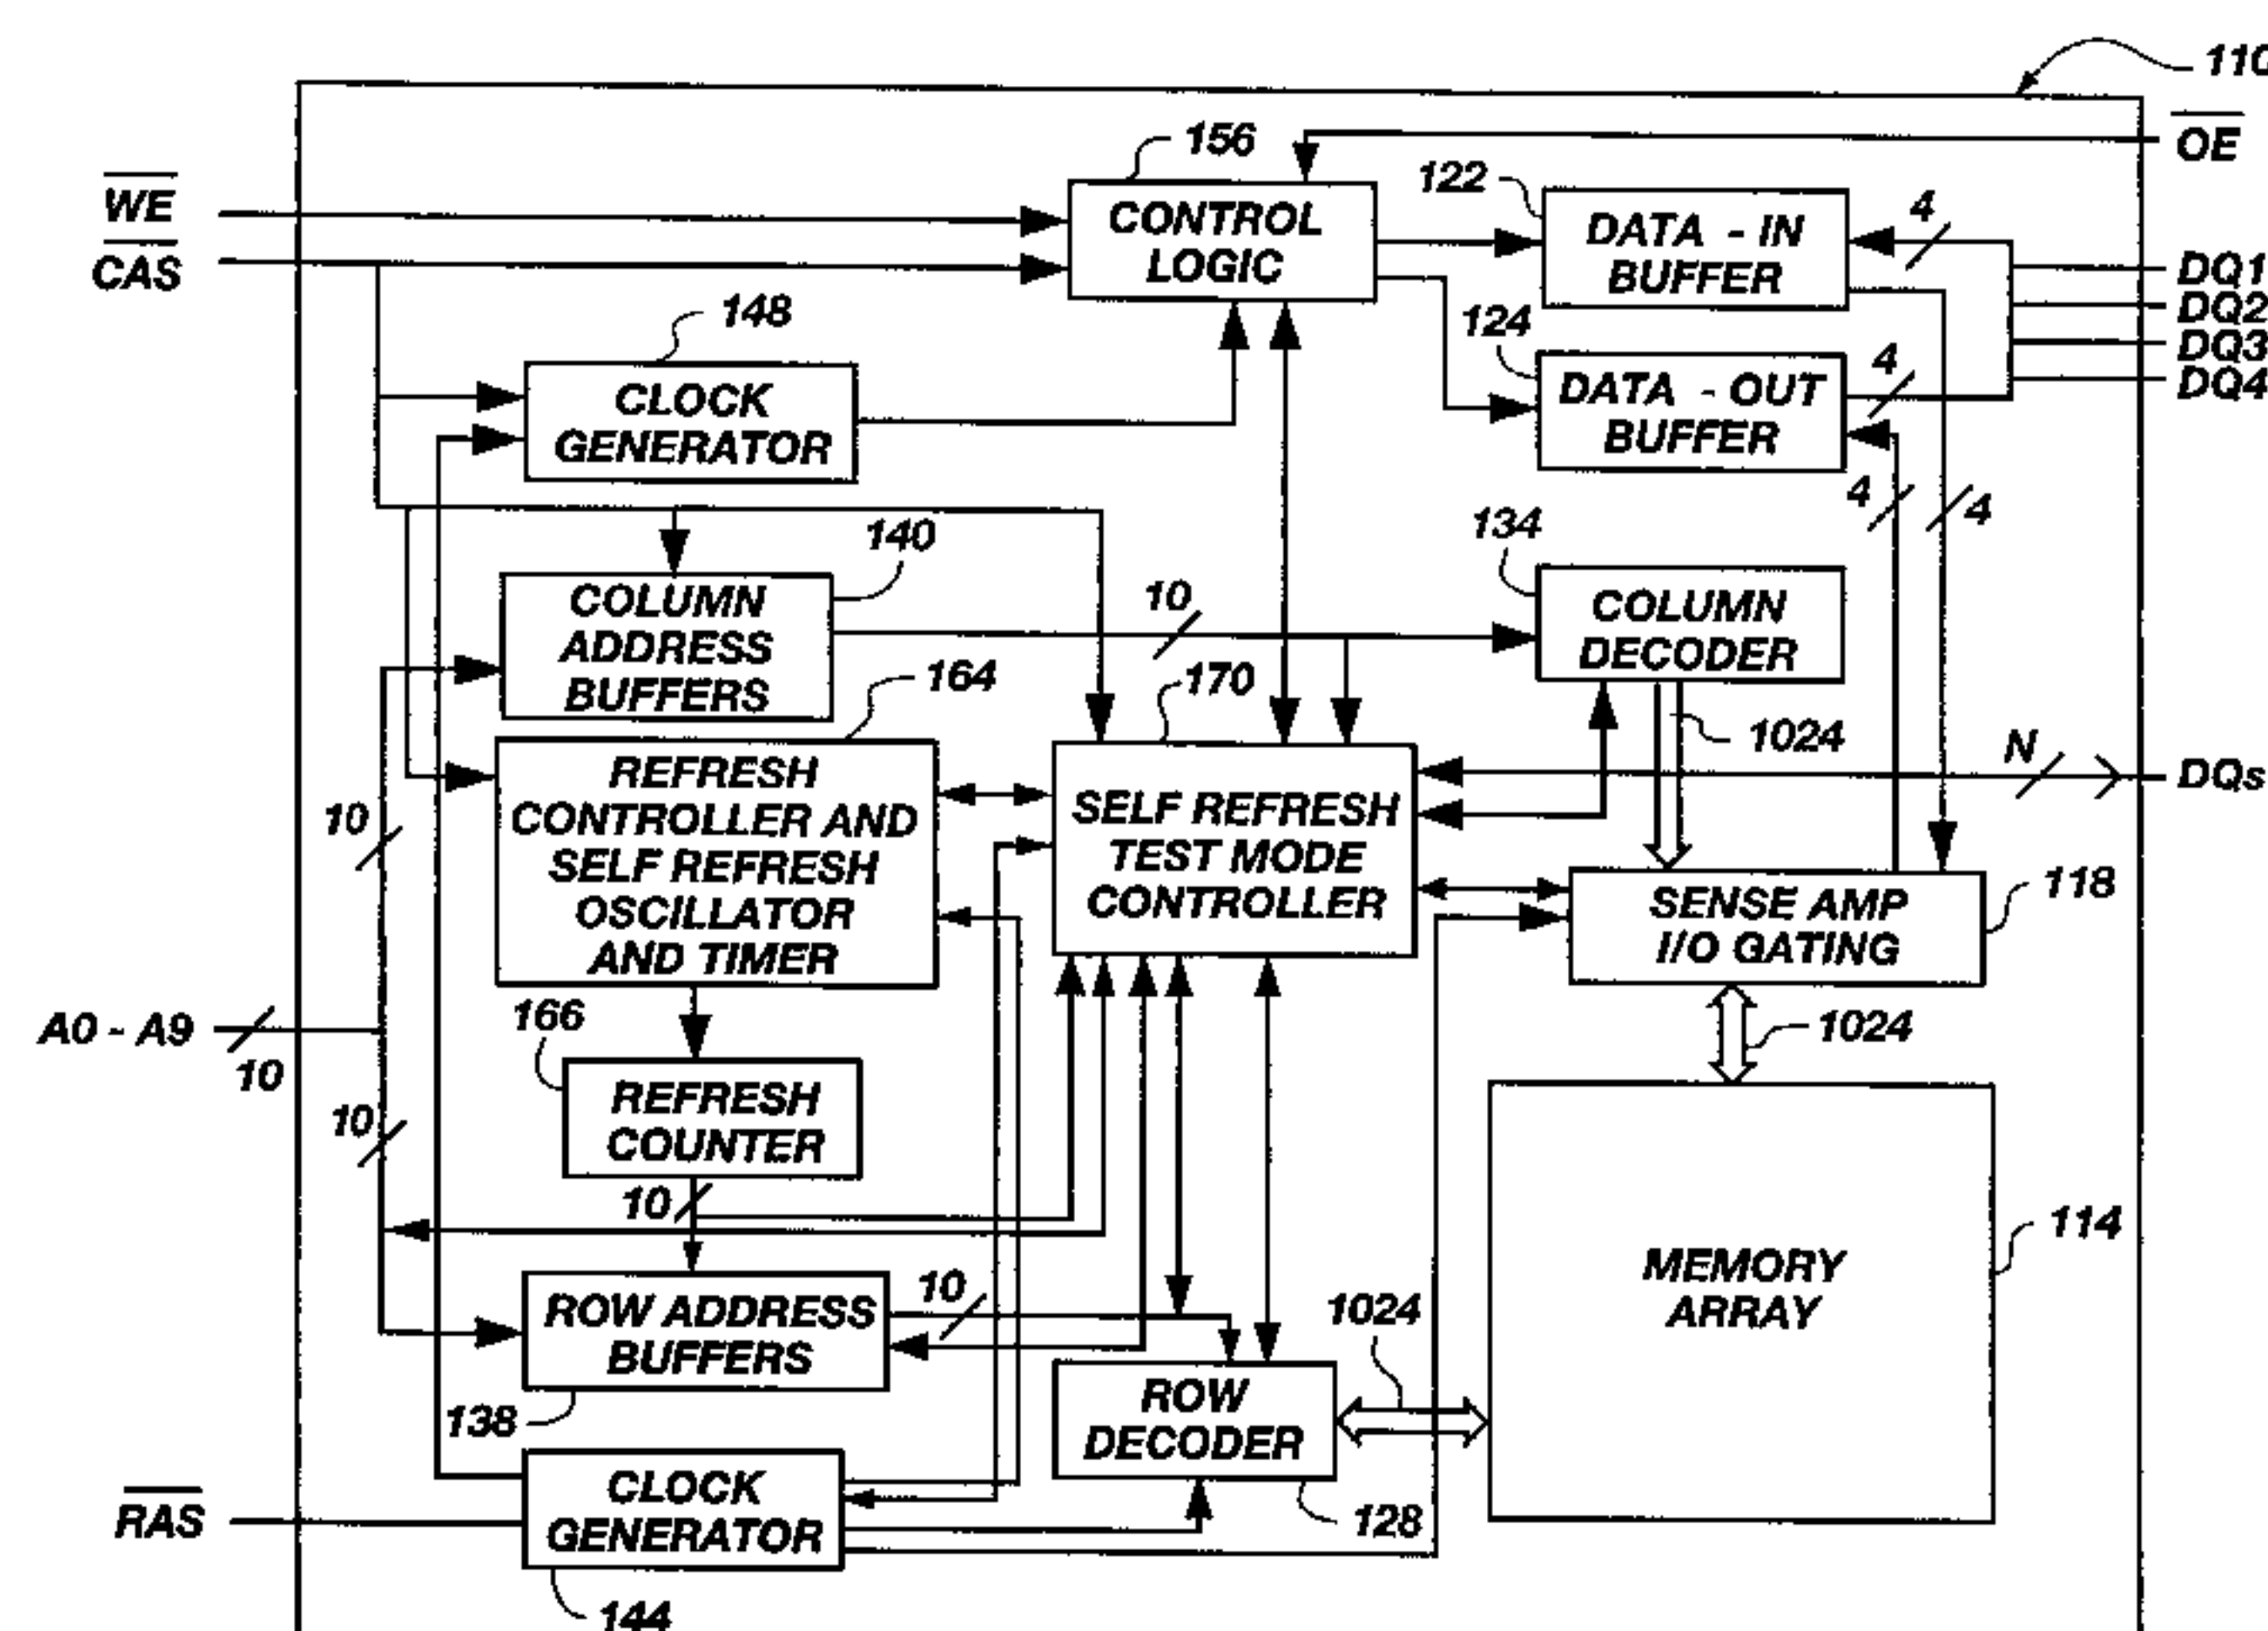 110
OE
156
WE
CONTROL
LOGIC
122
DATA - IN
BUFFER
4
CAS
DQ1
DQ2
DQ3
DQ4
148
CLOCK
GENERATOR
124
DATA - OUT
BUFFER
4
4
4
140
COLUMN
ADDRESS
BUFFERS
10
134
COLUMN
DECODER
164
170
1024
N
DQs
REFRESH
CONTROLLER AND
SELF REFRESH
OSCILLATOR
AND TIMER
10
SELF REFRESH
TEST MODE
CONTROLLER
SENSE AMP
I/O GATING
118
A0 - A9
10
166
1024
REFRESH
COUNTER
10
10
MEMORY
ARRAY
114
ROW ADDRESS
BUFFERS
10
1024
138
ROW
DECODER
128
RAS
CLOCK
GENERATOR
144